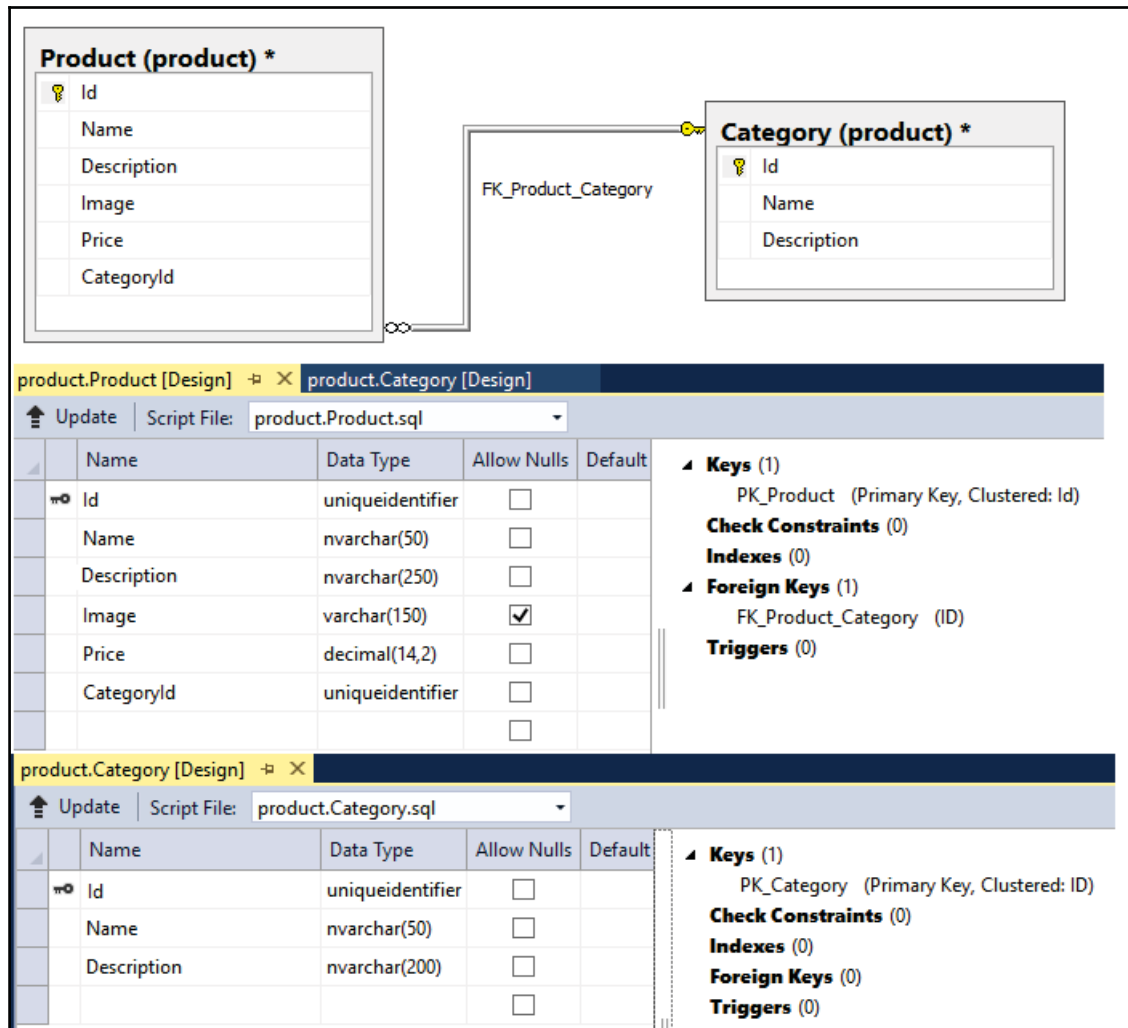 Product (product) *
Id
Name
Description
Image
Price
CategoryId
FK_Product_Category
Category (product) *
Id
Name
Description
product.Product [Design] product.Category [Design]
Update Script File: product.Product.sql
Name Data Type Allow Nulls Default
Id uniqueidentifier
Name nvarchar(50)
Description nvarchar(250)
Image varchar(150)
Price decimal(14,2)
CategoryId uniqueidentifier
Keys (1)
PK_Product (Primary Key, Clustered: Id)
Check Constraints (0)
Indexes (0)
Foreign Keys (1)
FK_Product_Category (ID)
Triggers (0)
product.Category [Design]
Update Script File: product.Category.sql
Name Data Type Allow Nulls Default
Id uniqueidentifier
Name nvarchar(50)
Description nvarchar(200)
Keys (1)
PK_Category (Primary Key, Clustered: ID)
Check Constraints (0)
Indexes (0)
Foreign Keys (0)
Triggers (0)